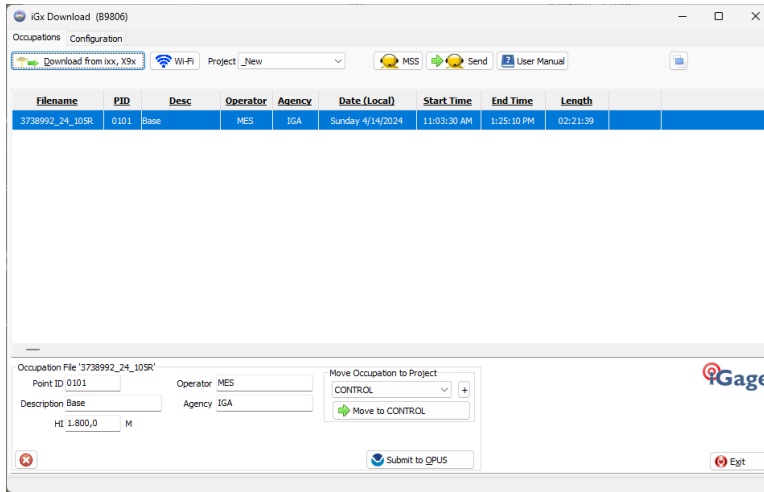 iGx Download (B9806)
Occupations Configuration
Download from ixx, X9x Wi-Fi Project _New MSS Send User Manual
Filename PID Desc Operator Agency Date (Local) Start Time End Time Length
3738992_24_105R 0101 Base MES IGA Sunday 4/14/2024 11:03:30 AM 1:25:10 PM 02:21:39
Occupation File '3738992_24_105R'
Point ID 0101 Operator MES
Description Base Agency IGA
HI 1.800,0 M
Move Occupation to Project
CONTROL +
Move to CONTROL
Submit to OPUS
iGage
Exit